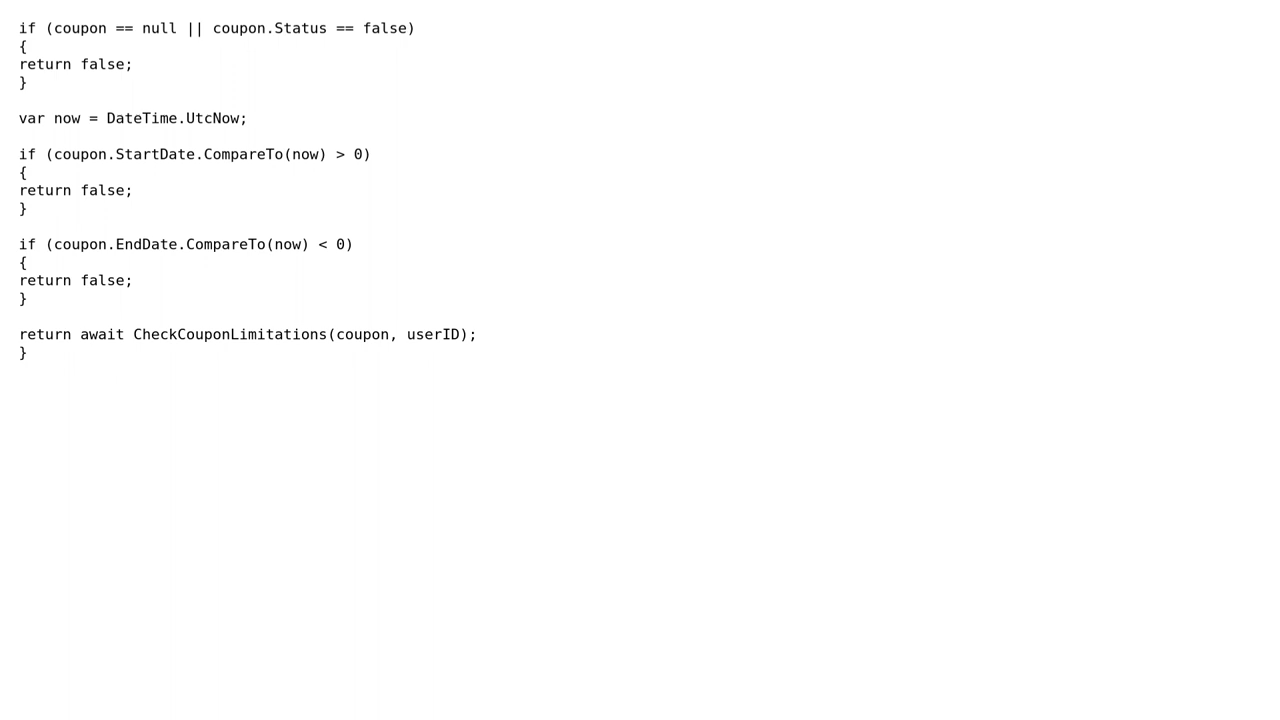 if (coupon == null || coupon.Status == false)
{
return false;
}
var now = DateTime.UtcNow;
if (coupon.StartDate.CompareTo(now) > 0)
{
return false;
}
if (coupon.EndDate.CompareTo(now) < 0)
{
return false;
}
return await CheckCouponLimitations(coupon, userID);
}